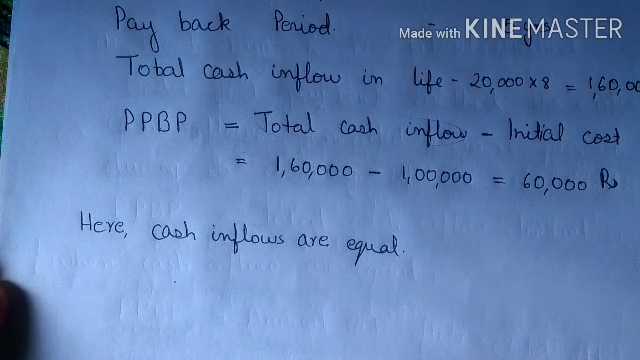 Pay back Period. -
Made with KINEMASTER
Total cash inflow in life - 20,000 x 8 = 1,60,00
PPBP = Total cash inflow - Initial cost
= 1,60,000 - 1,00,000 = 60,000 Rs
Here, cash inflows are equal.